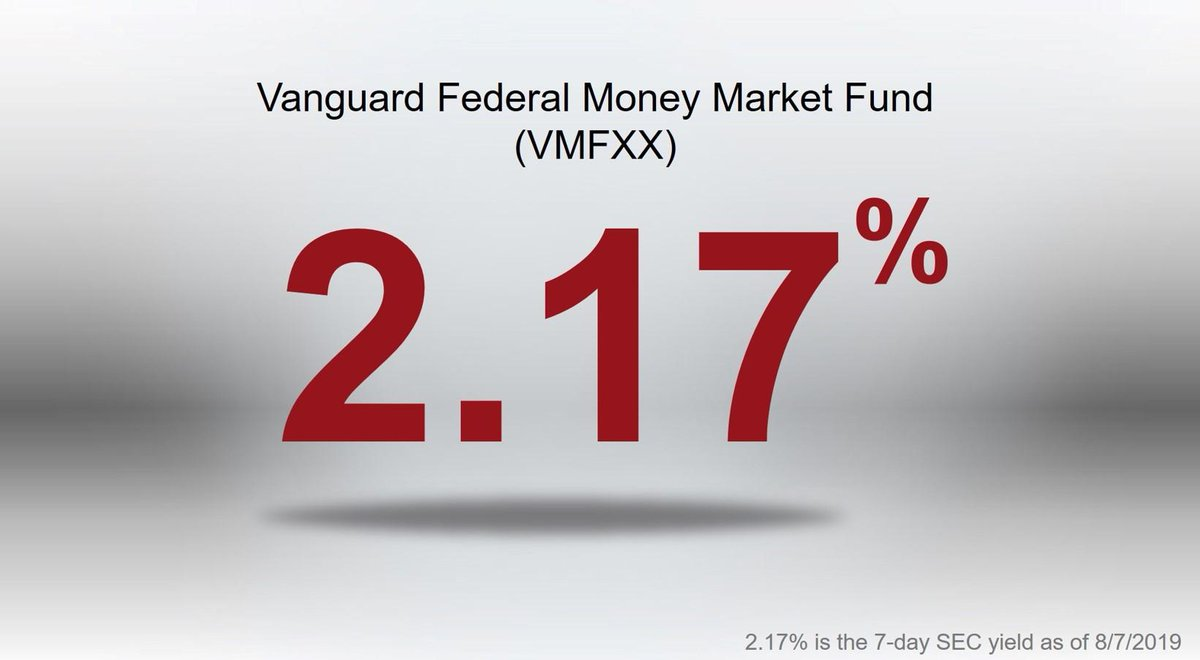 Vanguard Federal Money Market Fund
(VMFXX)
2.17%
2.17% is the 7-day SEC yield as of 8/7/2019